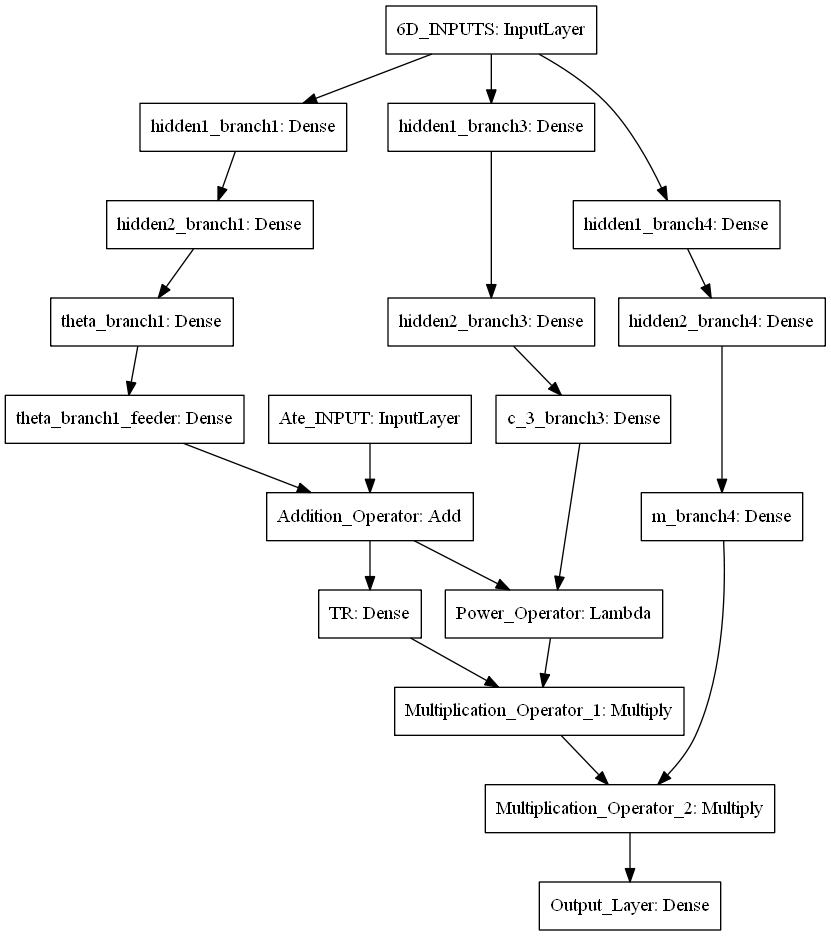 6D_INPUTS: InputLayer
hidden1_branch1: Dense
hidden1_branch3: Dense
hidden2_branch1: Dense
hidden1_branch4: Dense
theta_branch1: Dense
hidden2_branch3: Dense
hidden2_branch4: Dense
theta_branch1_feeder: Dense
Ate_INPUT: InputLayer
c_3_branch3: Dense
Addition_Operator: Add
m_branch4: Dense
TR: Dense
Power_Operator: Lambda
Multiplication_Operator_1: Multiply
Multiplication_Operator_2: Multiply
Output_Layer: Dense